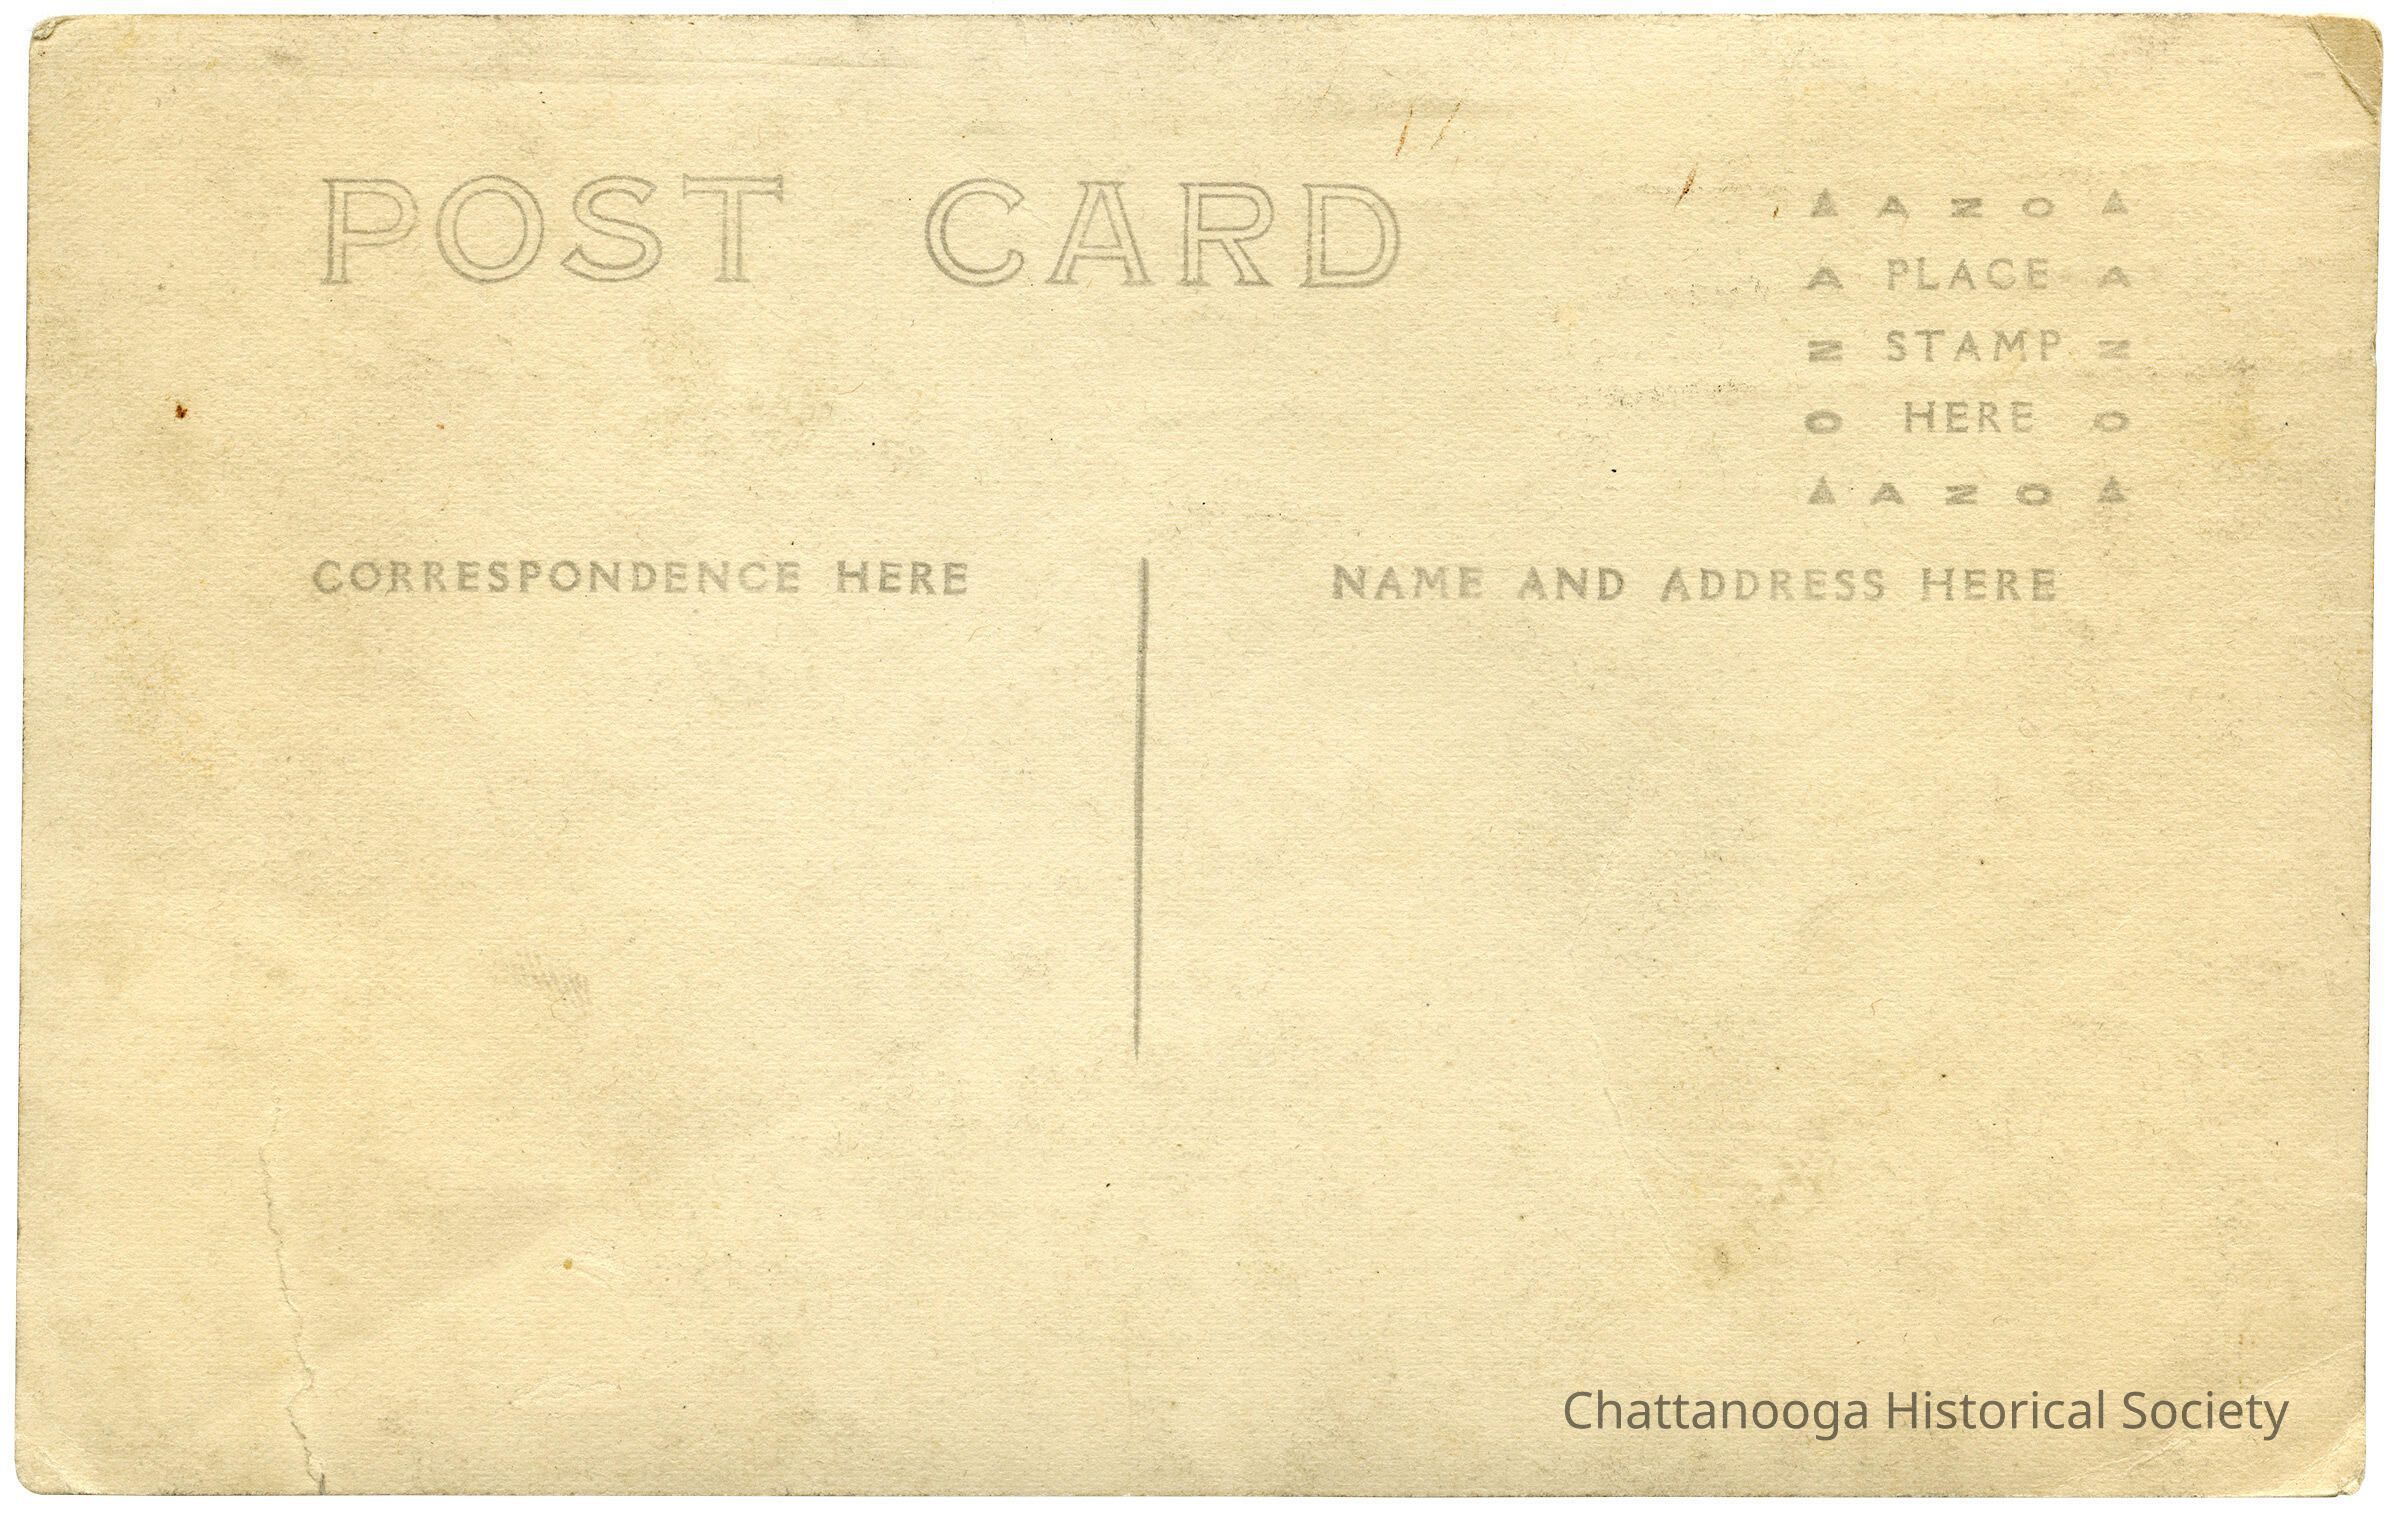 POST CARD
▲ A N O ▲
A PLACE A
N STAMP N
O HERE O
▲ A N O ▲
CORRESPONDENCE HERE
NAME AND ADDRESS HERE
Chattanooga Historical Society